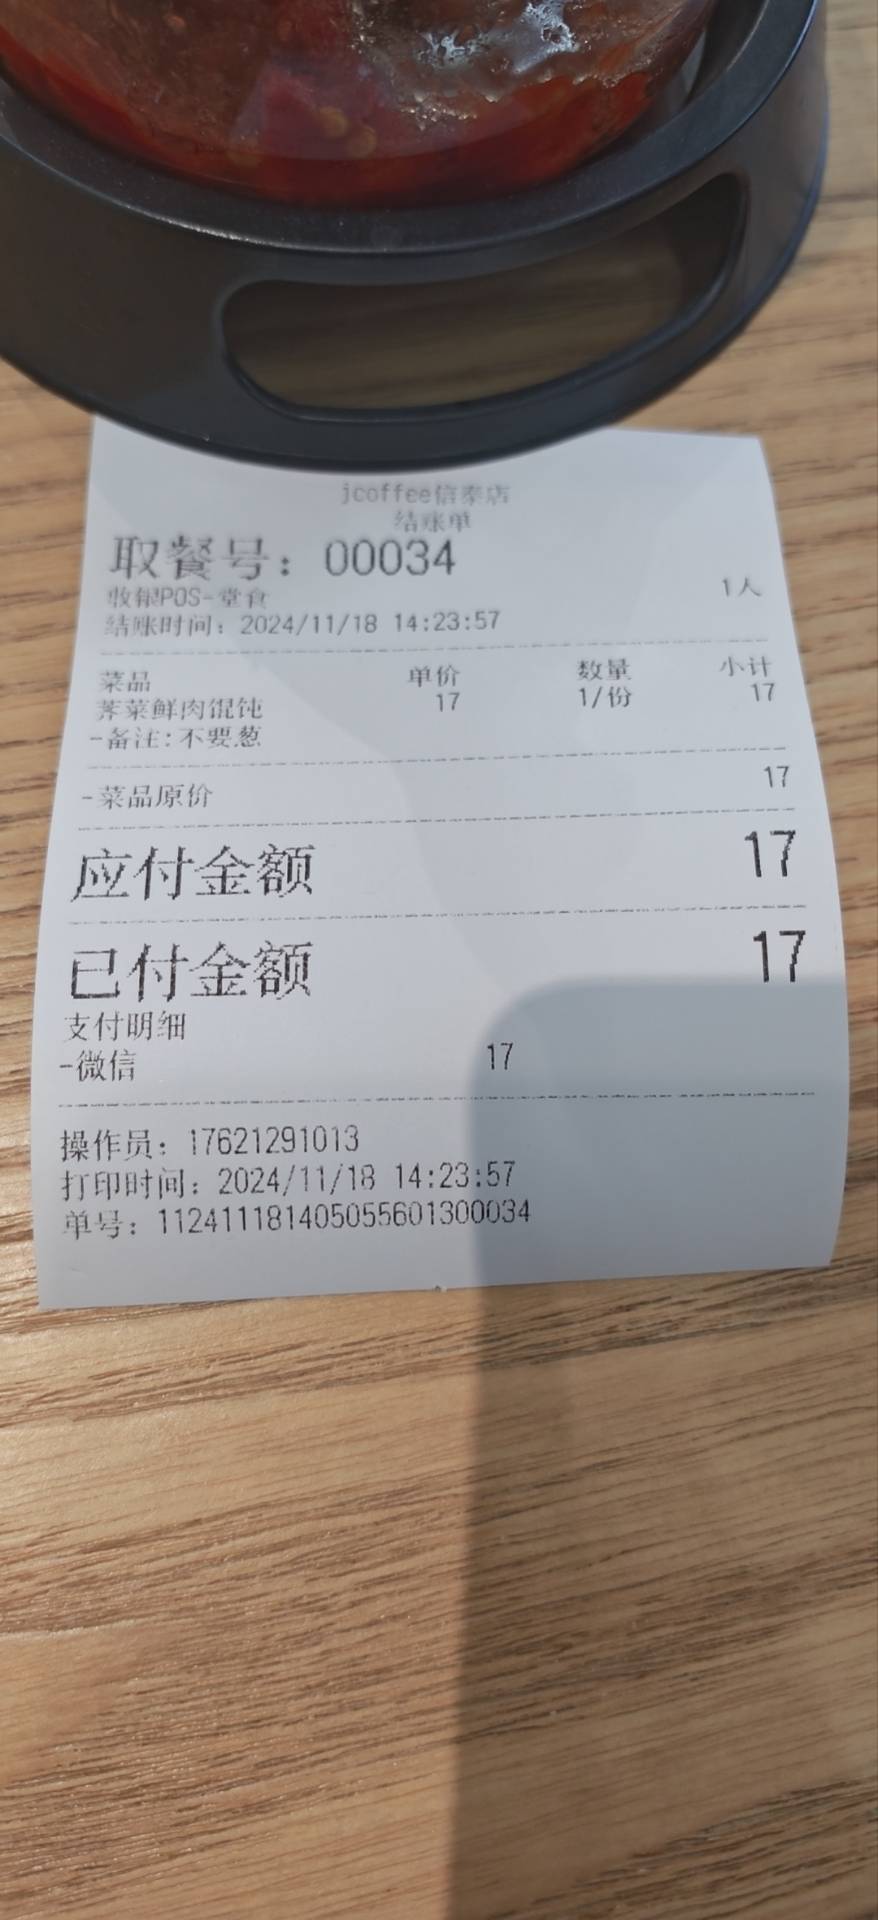 jcoffee信泰店
结账单
取餐号：00034
收银POS-堂食 1人
结账时间：2024/11/18 14:23:57
菜品 单价 数量 小计
荠菜鲜肉馄饨 17 1/份 17
-备注：不要葱
-菜品原价 17
应付金额 17
已付金额 17
支付明细
-微信 17
操作员：17621291013
打印时间：2024/11/18 14:23:57
单号：112411181405055601300034